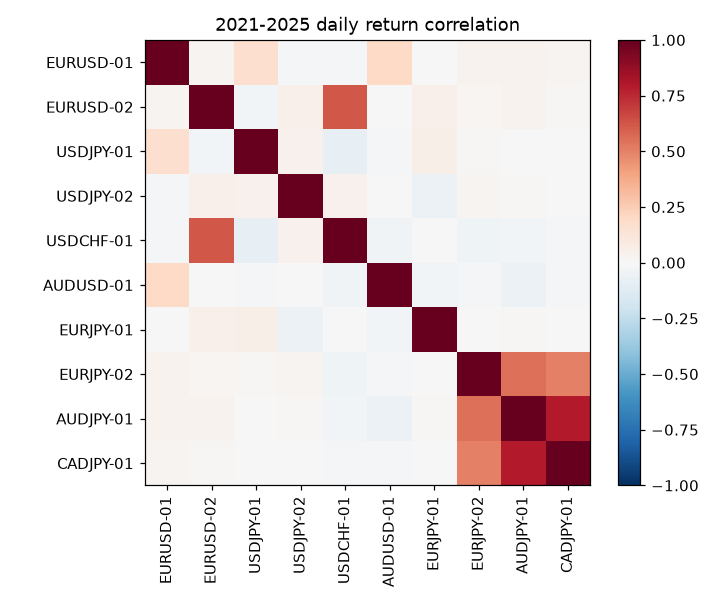 2021-2025 daily return correlation
EURUSD-01
EURUSD-02
USDJPY-01
USDJPY-02
USDCHF-01
AUDUSD-01
EURJPY-01
EURJPY-02
AUDJPY-01
CADJPY-01
EURUSD-01
EURUSD-02
USDJPY-01
USDJPY-02
USDCHF-01
AUDUSD-01
EURJPY-01
EURJPY-02
AUDJPY-01
CADJPY-01
1.00
0.75
0.50
0.25
0.00
−0.25
−0.50
−0.75
−1.00